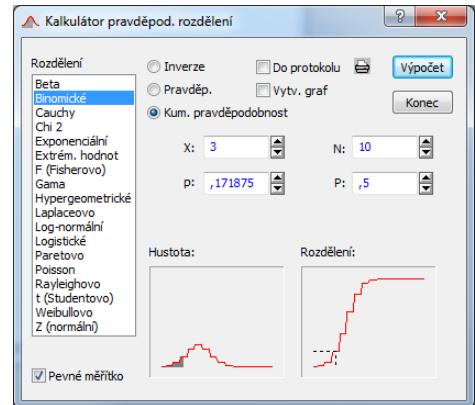 Kalkulátor pravděpod. rozdělení
Rozdělení
Beta
Binomické
Cauchy
Chi 2
Exponenciální
Extrém. hodnot
F (Fisherovo)
Gama
Hypergeometrické
Laplaceovo
Log-normální
Logistické
Paretovo
Poisson
Rayleighovo
t (Studentovo)
Weibullovo
Z (normální)
Pevné měřítko
Inverze
Do protokolu
Výpočet
Pravděp.
Vytv. graf
Konec
Kum. pravděpodobnost
X: 3 N: 10
p: ,171875 P: ,5
Hustota: Rozdělení: